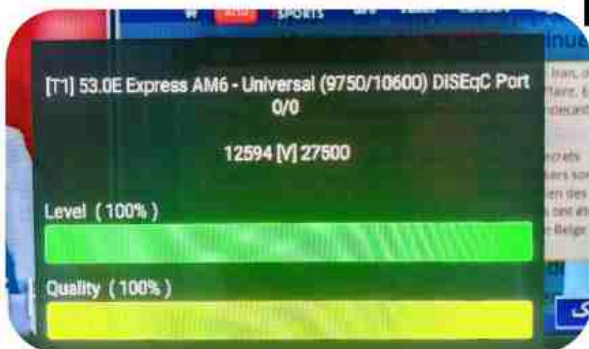 SPORTS
[T1] 53.0E Express AM6 - Universal (9750/10600) DiSEqC Port
0/0
12594 [V] 27500
Level ( 100% )
Quality ( 100% )